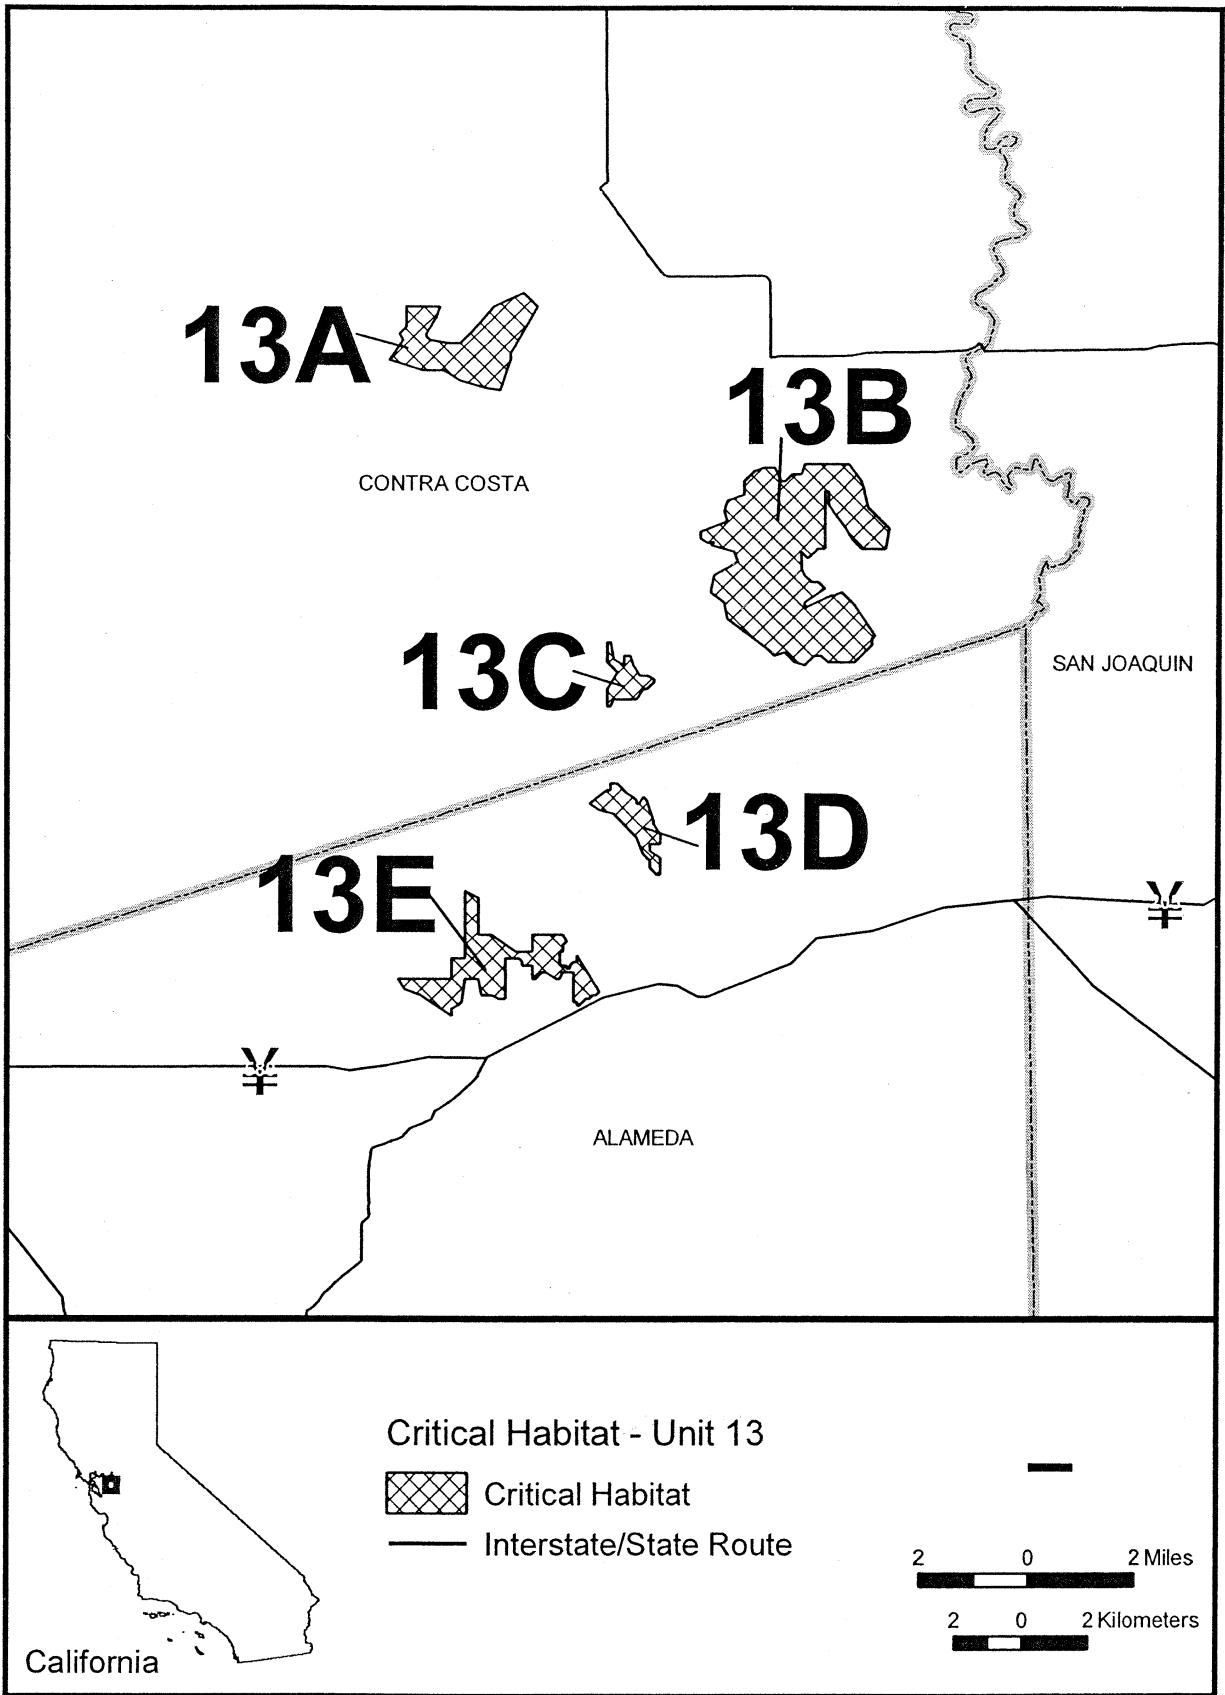 13A
13B
CONTRA COSTA
13C
SAN JOAQUIN
13D
13E
ALAMEDA
Critical Habitat - Unit 13
Critical Habitat
Interstate/State Route
2 0 2 Miles
2 0 2 Kilometers
California